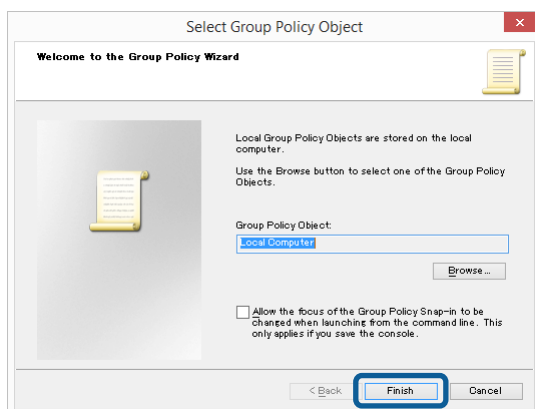 Select Group Policy Object
Welcome to the Group Policy Wizard
Local Group Policy Objects are stored on the local
computer.
Use the Browse button to select one of the Group Policy
Objects.
Group Policy Object:
Local Computer
Browse...
Allow the focus of the Group Policy Snap-in to be
changed when launching from the command line. This
only applies if you save the console.
< Back
Finish
Cancel